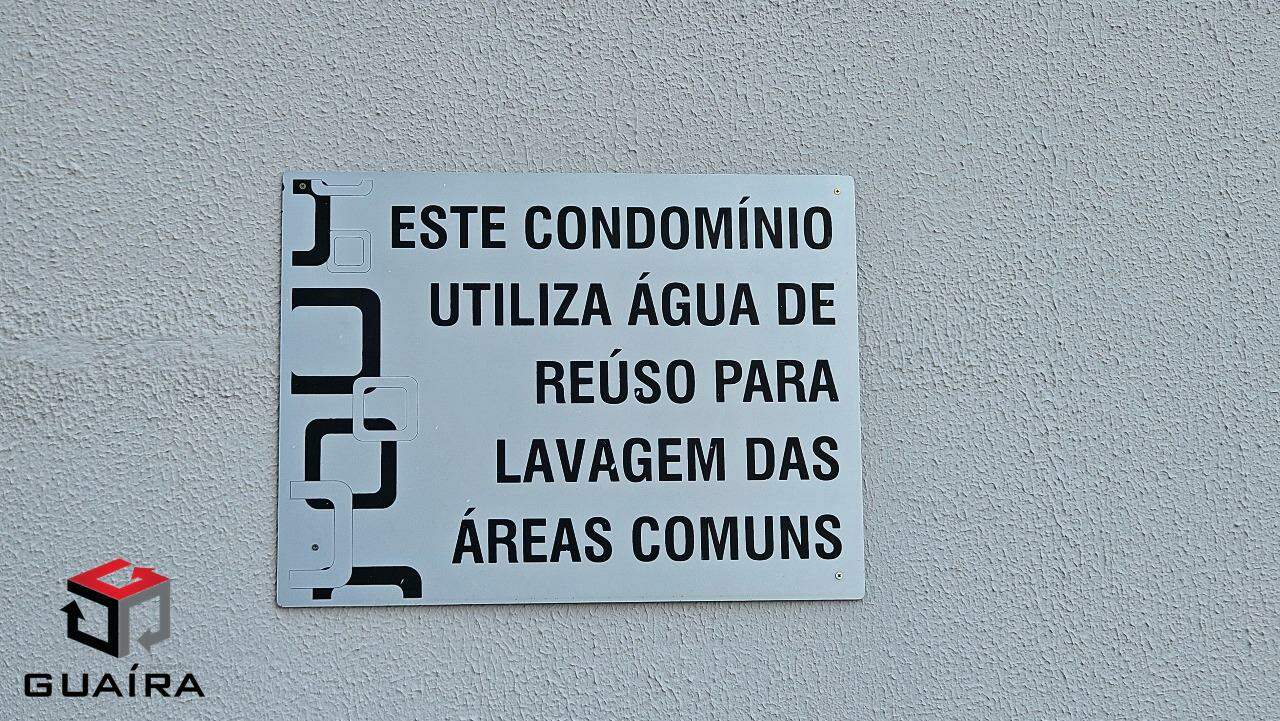 ESTE CONDOMÍNIO
UTILIZA ÁGUA DE
REÚSO PARA
LAVAGEM DAS
ÁREAS COMUNS
GUAÍRA